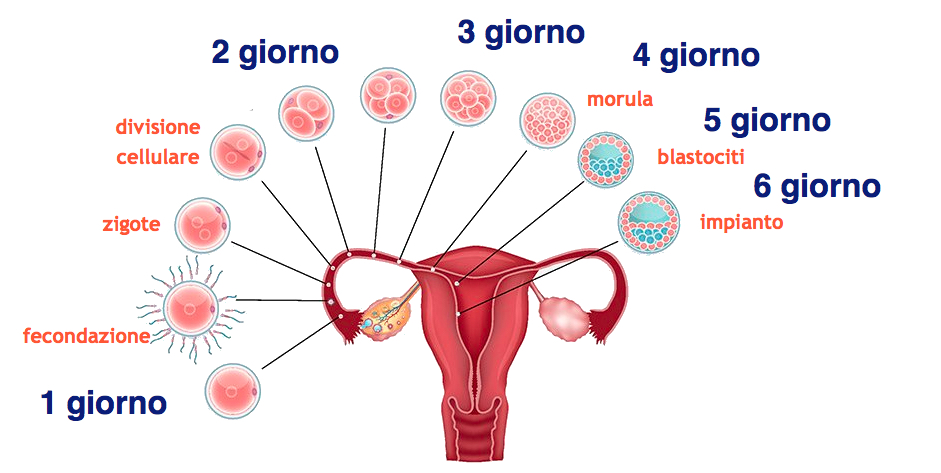 2 giorno
3 giorno
4 giorno
morula
5 giorno
divisione
cellulare
blastociti
6 giorno
zigote
impianto
fecondazione
1 giorno